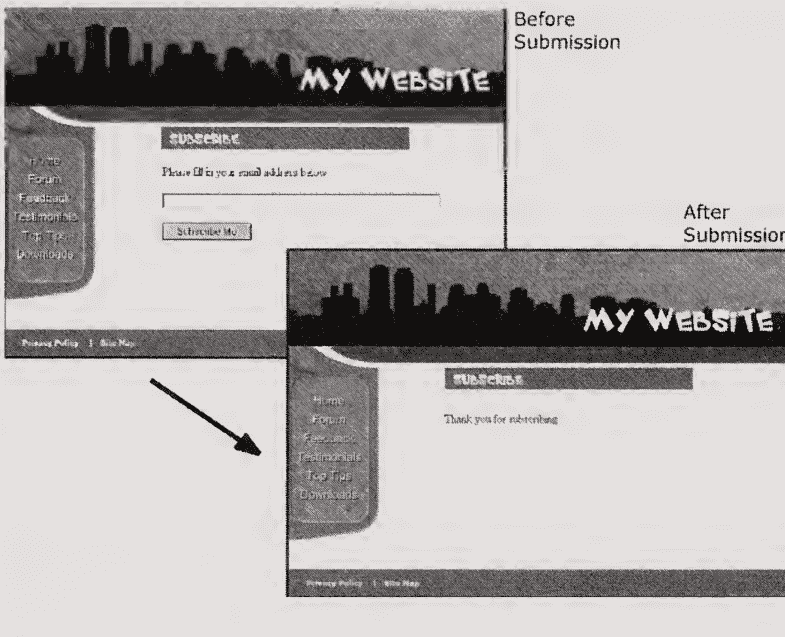 Before
Submission
MY WEBSITE
SUBSCRIBE
Please fill in your email address below
Home
Forum
Feedback
Testimonials
Top Tips
Downloads
Subscribe Me
Privacy Policy | Site Map
After
Submission
MY WEBSITE
SUBSCRIBE
Home
Forum
Feedback
Testimonials
Top Tips
Downloads
Thank you for subscribing
Privacy Policy | Site Map